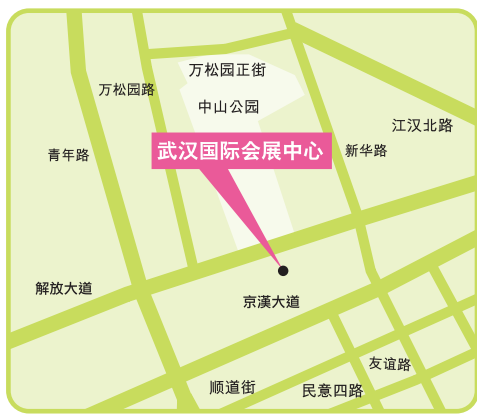 万松园正街
万松园路
中山公园
江汉北路
武汉国际会展中心
新华路
青年路
解放大道
京漢大道
友谊路
顺道街
民意四路